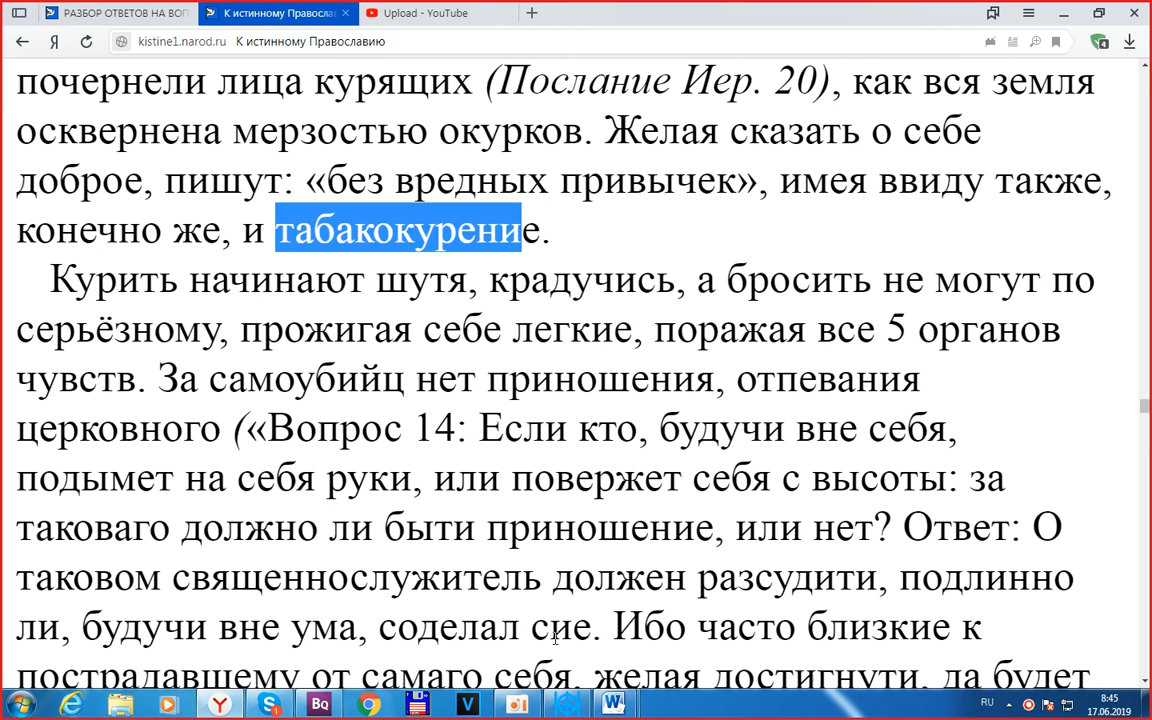 РАЗБОР ОТВЕТОВ НА ВОП
К истинному Православи
Upload - YouTube
kistine1.narod.ru К истинному Православию
почернели лица курящих (Послание Иер. 20), как вся земля
осквернена мерзостью окурков. Желая сказать о себе
доброе, пишут: «без вредных привычек», имея ввиду также,
конечно же, и табакокурение.
Курить начинают шутя, крадучись, а бросить не могут по
серьёзному, прожигая себе легкие, поражая все 5 органов
чувств. За самоубийц нет приношения, отпевания
церковного («Вопрос 14: Если кто, будучи вне себя,
подымет на себя руки, или повержет себя с высоты: за
таковаго должно ли быти приношение, или нет? Ответ: О
таковом священнослужитель должен разсудити, подлинно
ли, будучи вне ума, соделал сие. Ибо часто близкие к
пострадавшему от самаго себя, желая достигнути, да будет
RU
8:45
17.06.2019